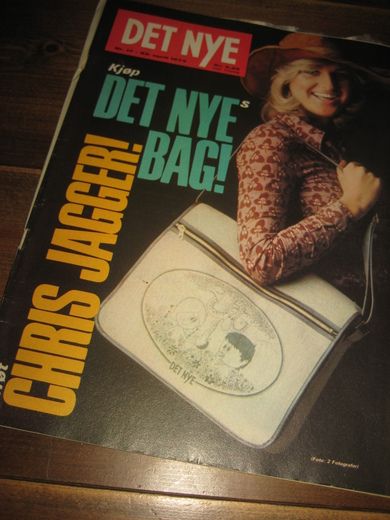 DET NYE
Kjøp
DET NYEs
BAG!
CHRIS JAGGER!
DET NYE
(Foto: 2 Fotografer)